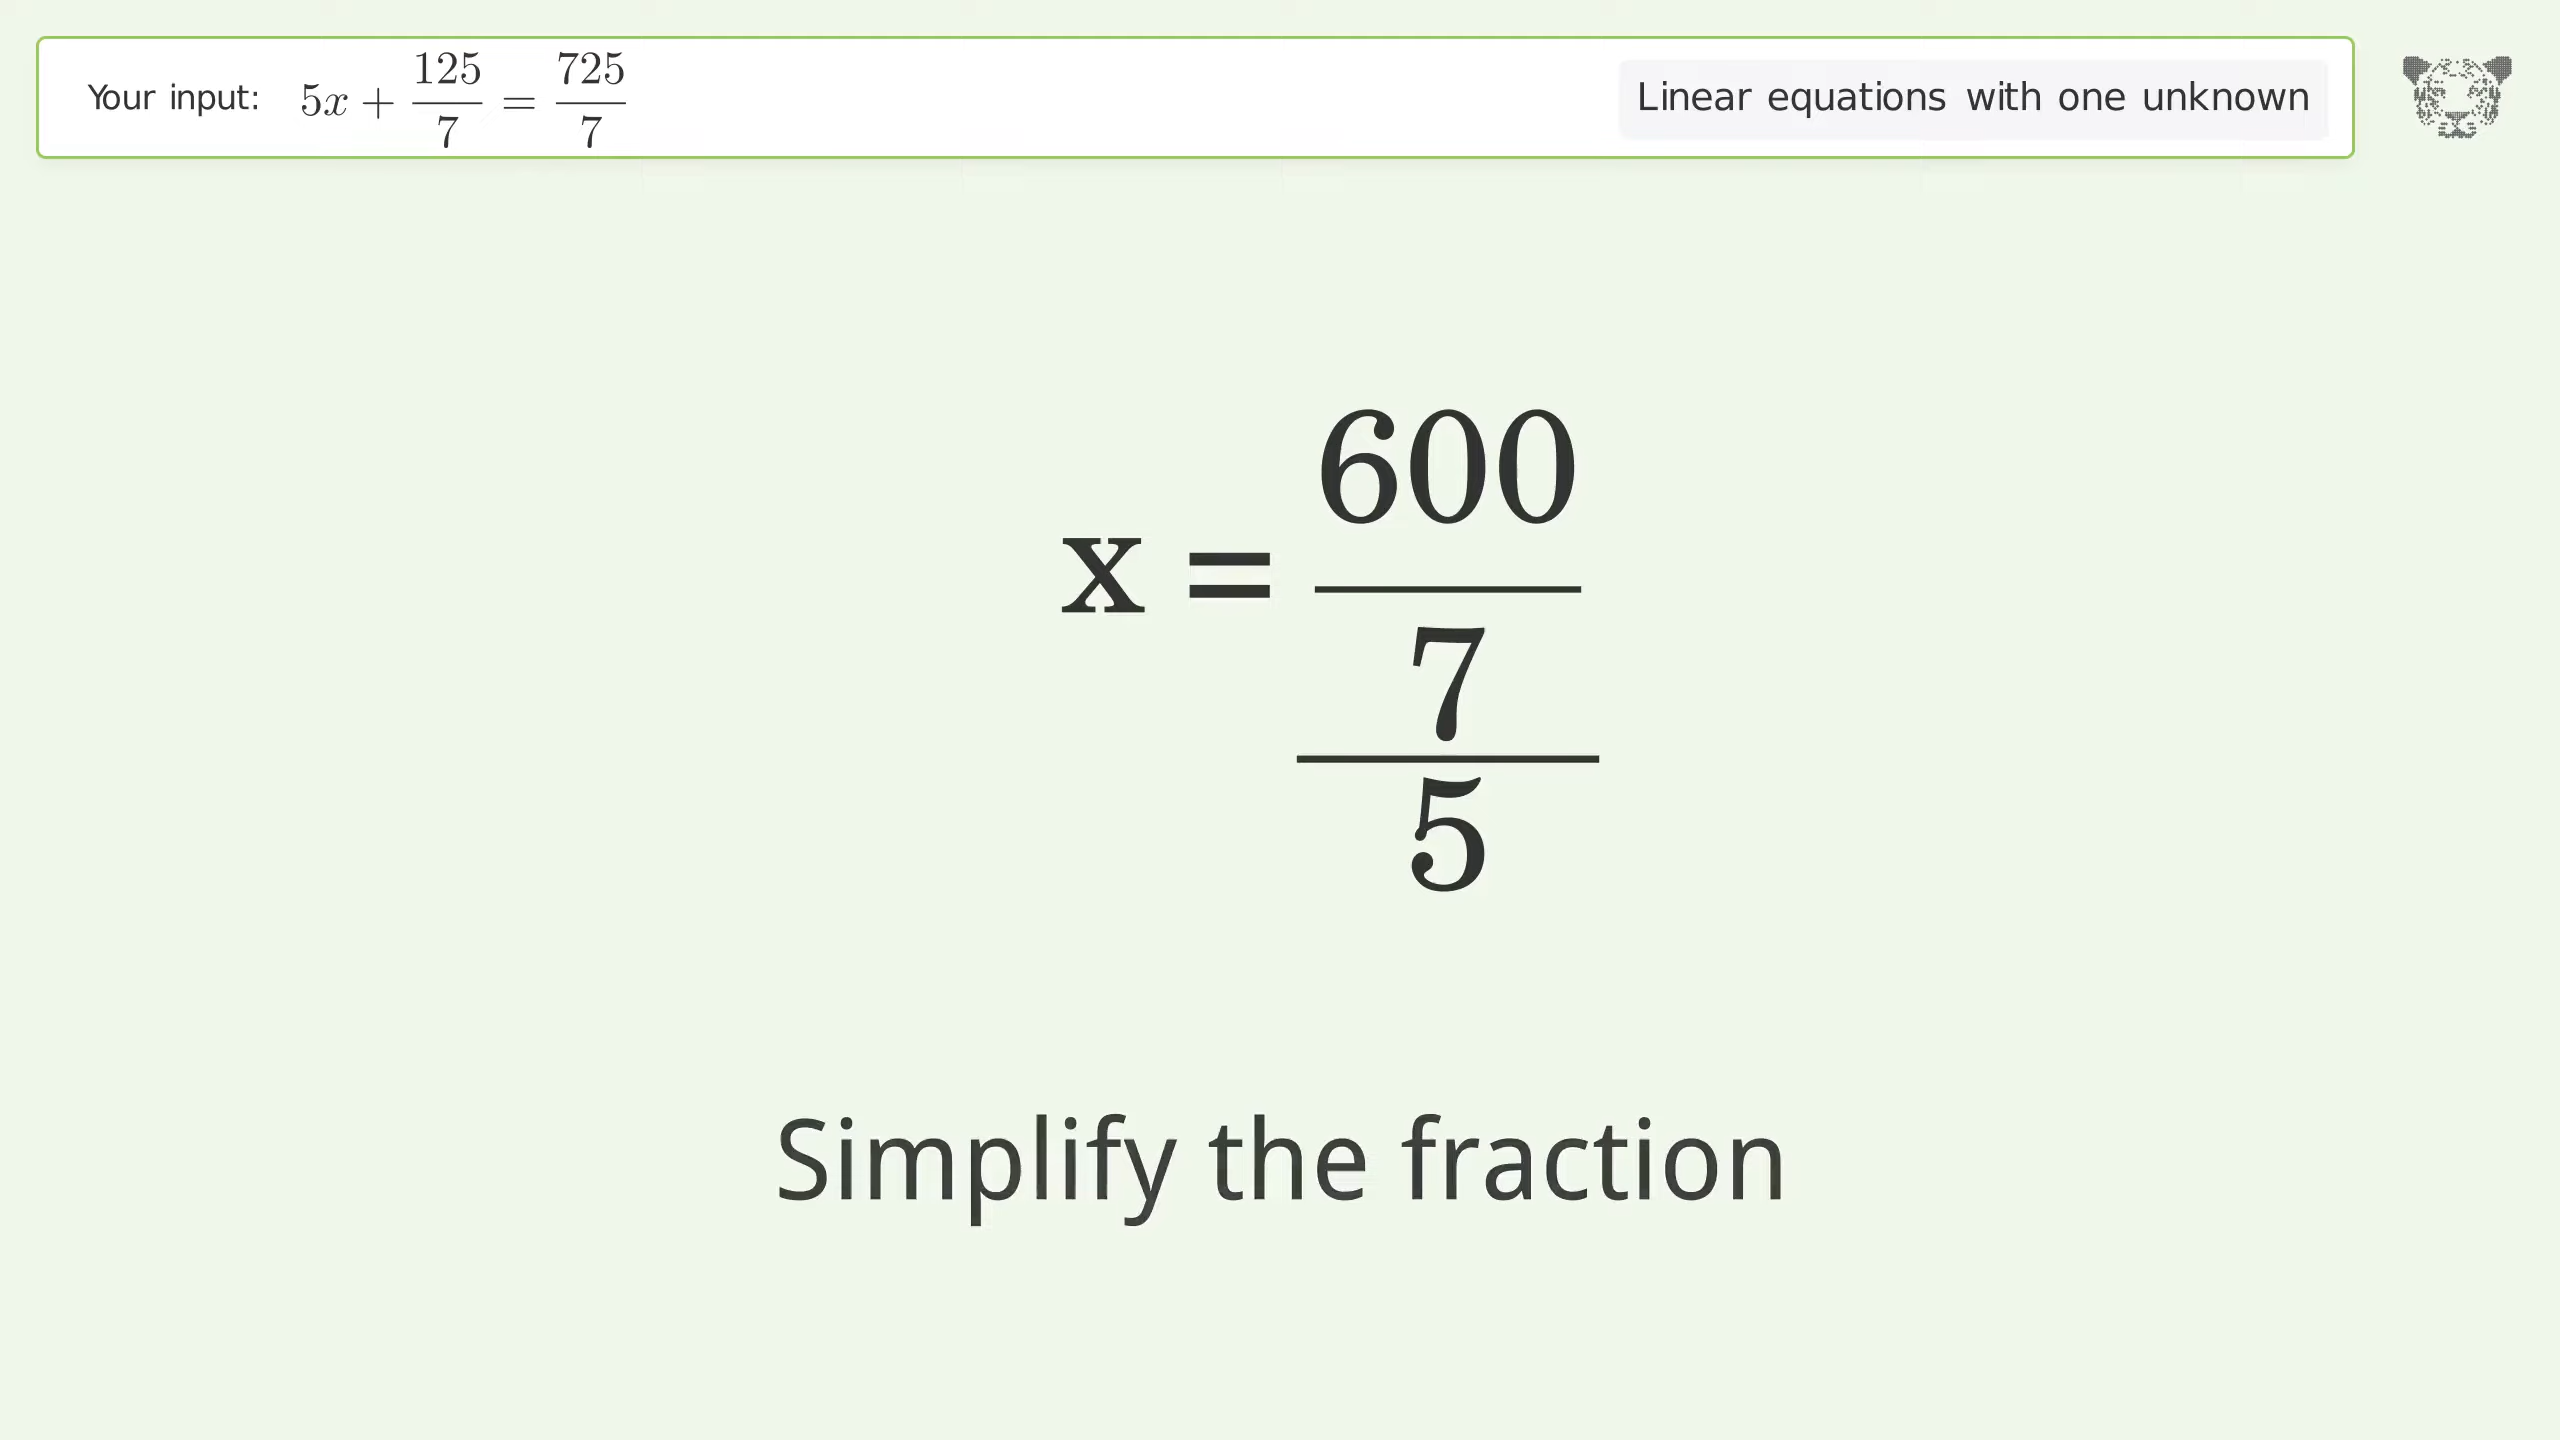 Your input: 5x + 125/7 = 725/7
Linear equations with one unknown
x = 600/7/5
Simplify the fraction